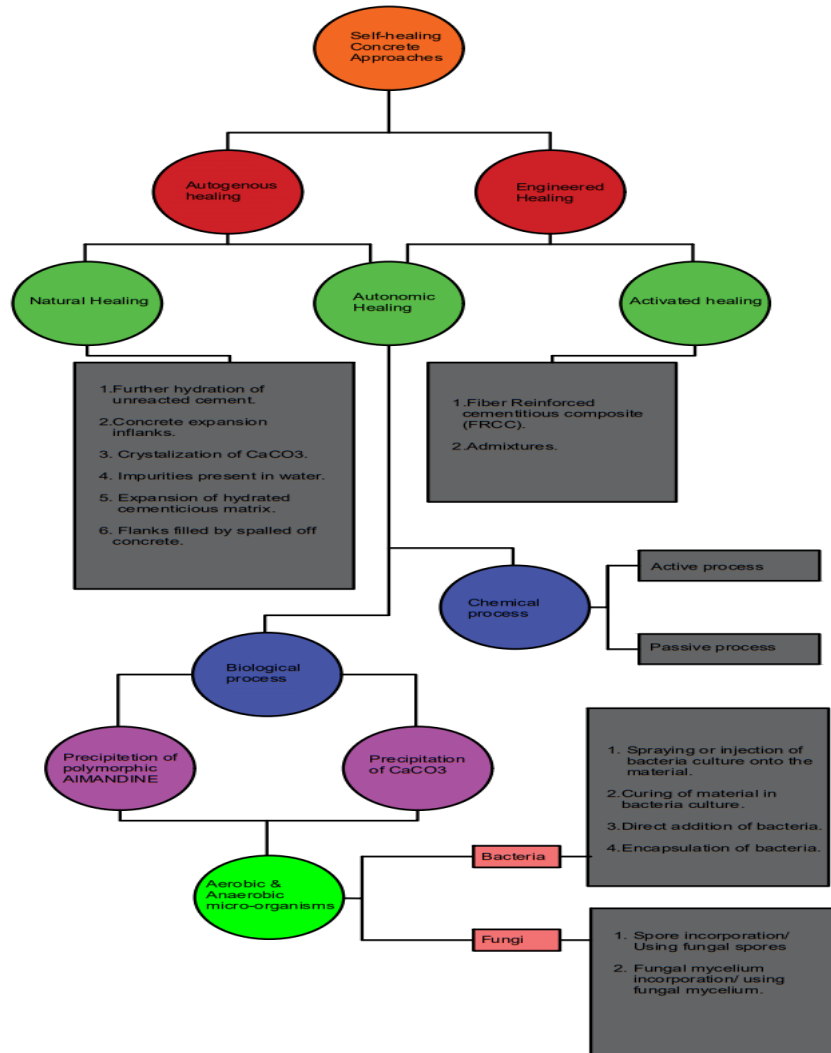 Self-healing
Concrete
Approaches
Autogenous
healing
Engineered
Healing
Natural Healing
Autonomic
Healing
Activated healing
1.Further hydration of
unreacted cement.
2.Concrete expansion
inflanks.
3. Crystalization of CaCO3.
4. Impurities present in water.
5. Expansion of hydrated
cementicious matrix.
6. Flanks filled by spalled off
concrete.
1.Fiber Reinforced
cementitious composite
(FRCC).
2.Admixtures.
Chemical
process
Active process
Passive process
Biological
process
Precipitetion of
polymorphic
AlMANDINE
Precipitation
of CaCO3
1. Spraying or injection of
bacteria culture onto the
material.
2.Curing of material in
bacteria culture.
3.Direct addition of bacteria.
4.Encapsulation of bacteria.
Bacteria
Aerobic &
Anaerobic
micro-organisms
Fungi
1. Spore incorporation/
Using fungal spores
2. Fungal mycelium
incorporation/ using
fungal mycelium.